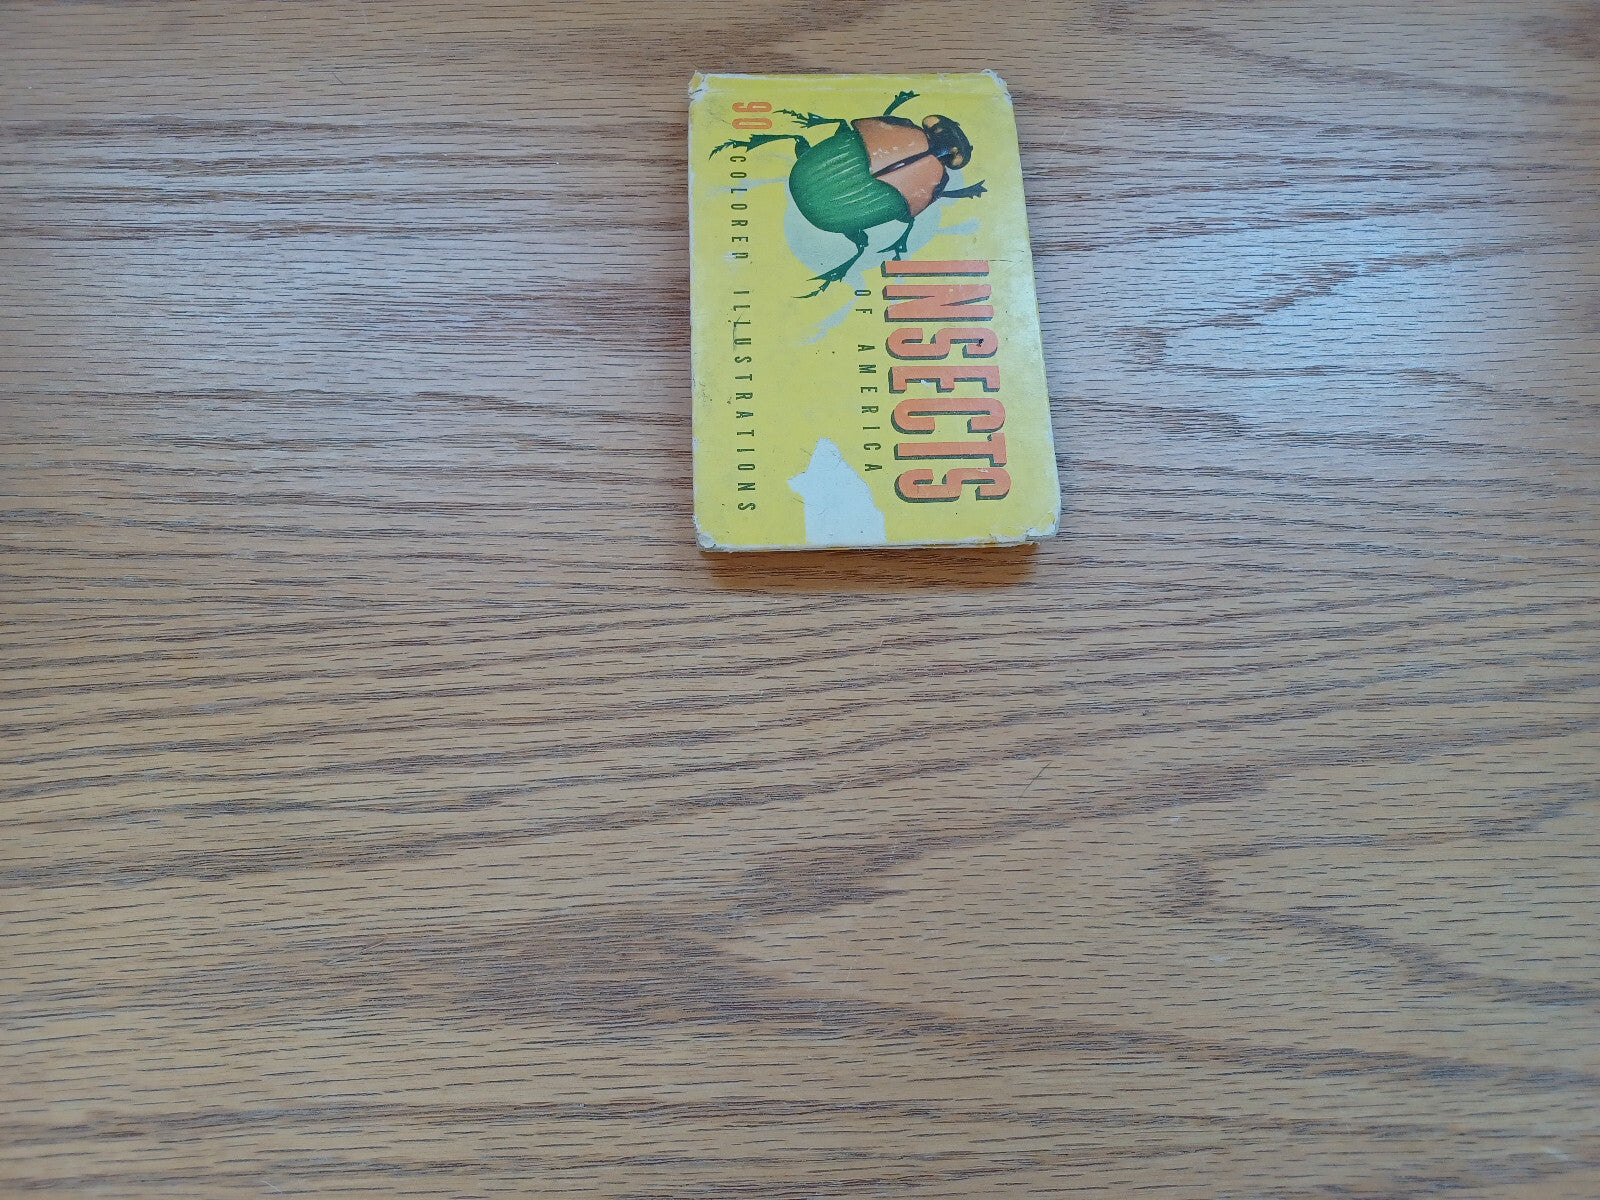 INSECTS
OF AMERICA
90 COLORED ILLUSTRATIONS